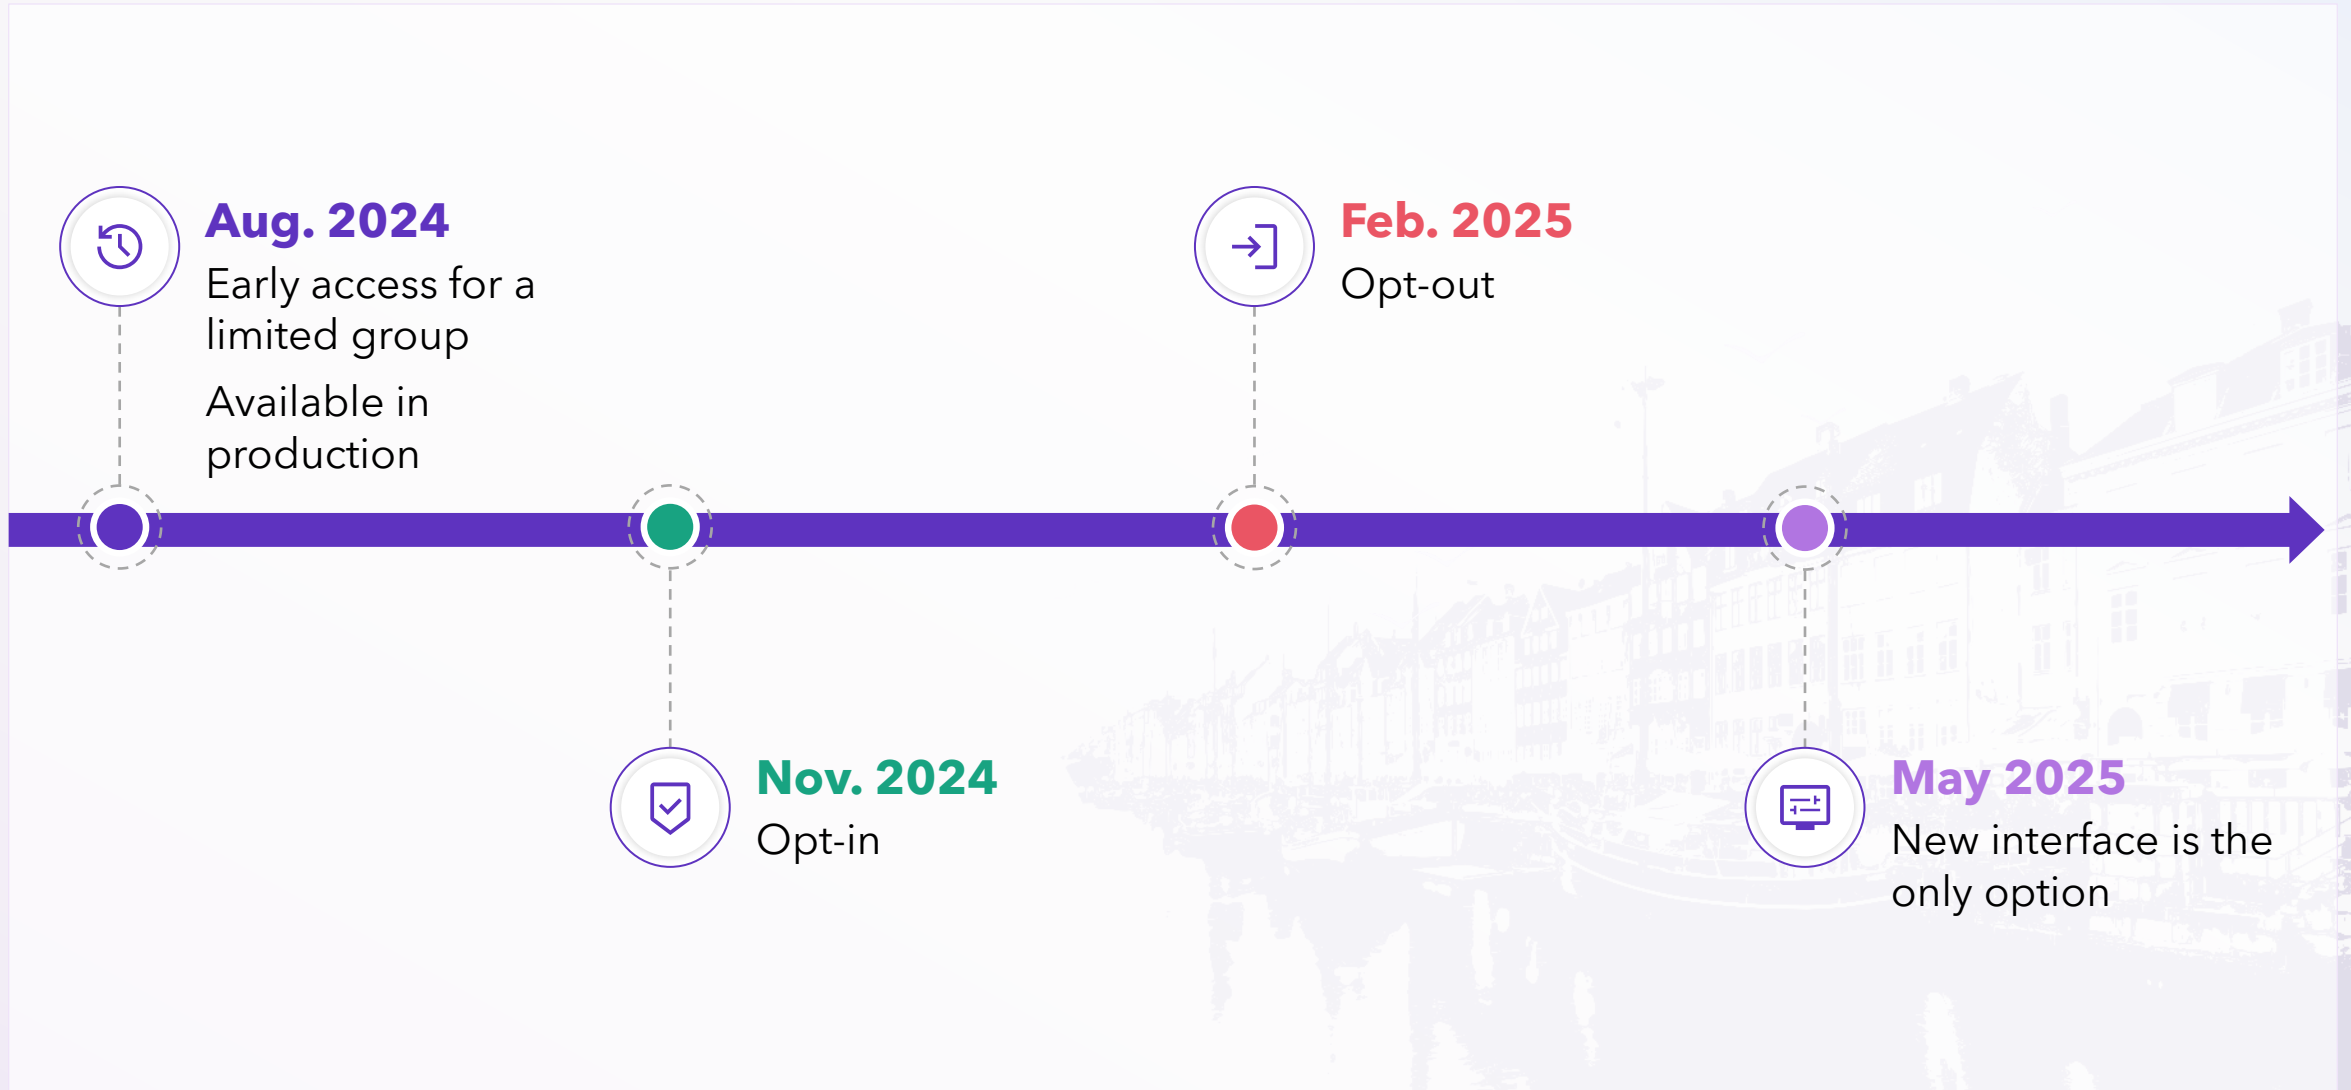 Aug. 2024
Early access for a
limited group
Available in
production
Nov. 2024
Opt-in
Feb. 2025
Opt-out
May 2025
New interface is the
only option